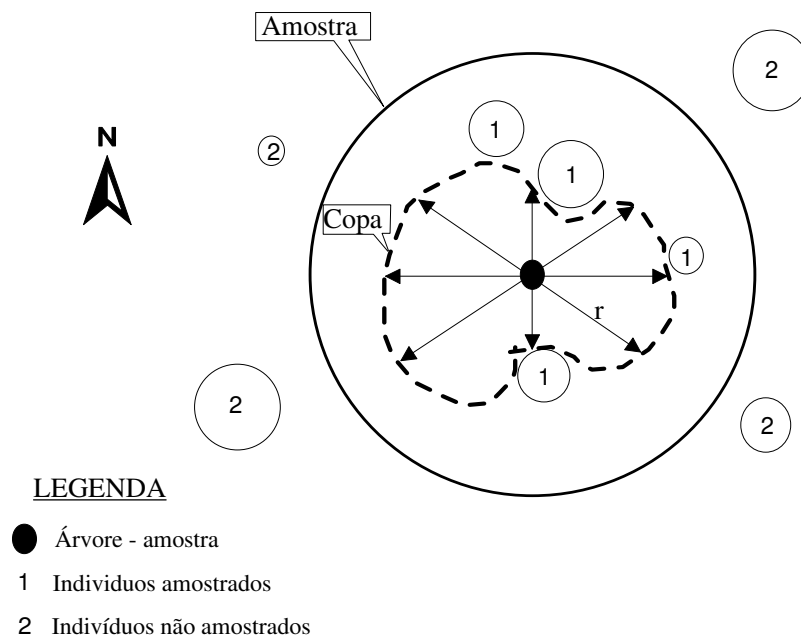 Amostra
2
N
2
1
1
Copa
1
r
1
2
2
LEGENDA
Árvore - amostra
1 Individuos amostrados
2 Indivíduos não amostrados